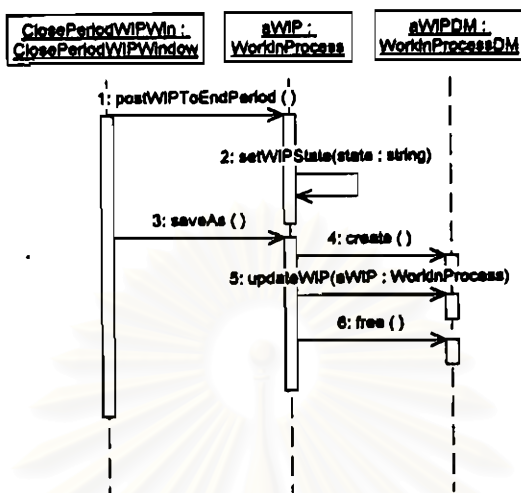 ClosePeriodWIPWin :
ClosePeriodWIPWindow
aWIP :
WorkInProcess
aWIPDM :
WorkInProcessDM
1: postWIPToEndPeriod ( )
2: setWIPState(state : string)
3: saveAs ( )
4: create ( )
5: updateWIP(aWIP : WorkInProcess)
6: free ( )